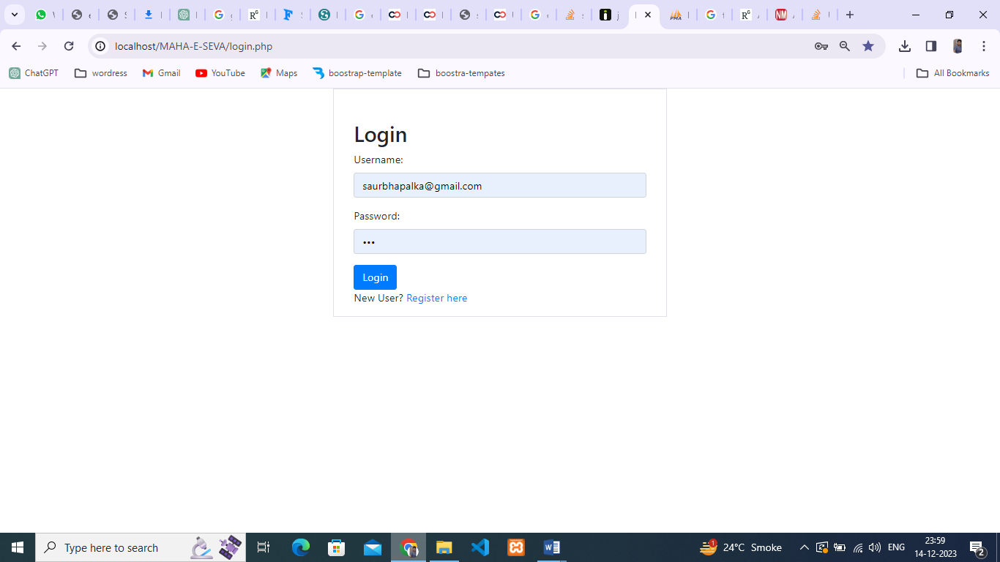 localhost/MAHA-E-SEVA/login.php
ChatGPT wordress Gmail YouTube Maps boostrap-template boostra-tempates All Bookmarks
Login
Username:
saurbhapalka@gmail.com
Password:
Login
New User? Register here
Type here to search
24°C Smoke
ENG
23:59
14-12-2023
2